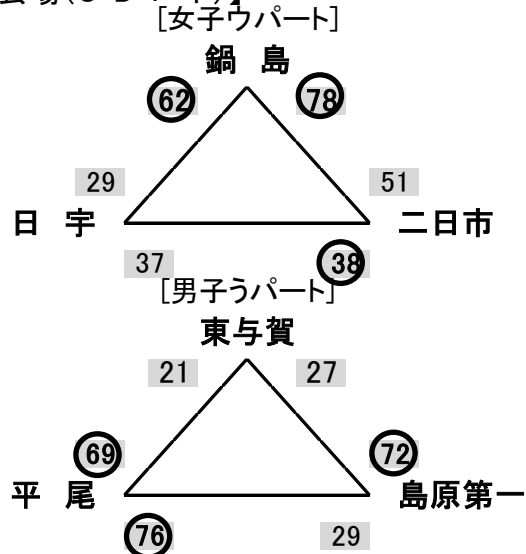 [女子ウパート]
鍋 島
62 78
29 51
日 宇 二日市
37 38
[男子うパート]
東与賀
21 27
69 72
平 尾 島原第一
76 29